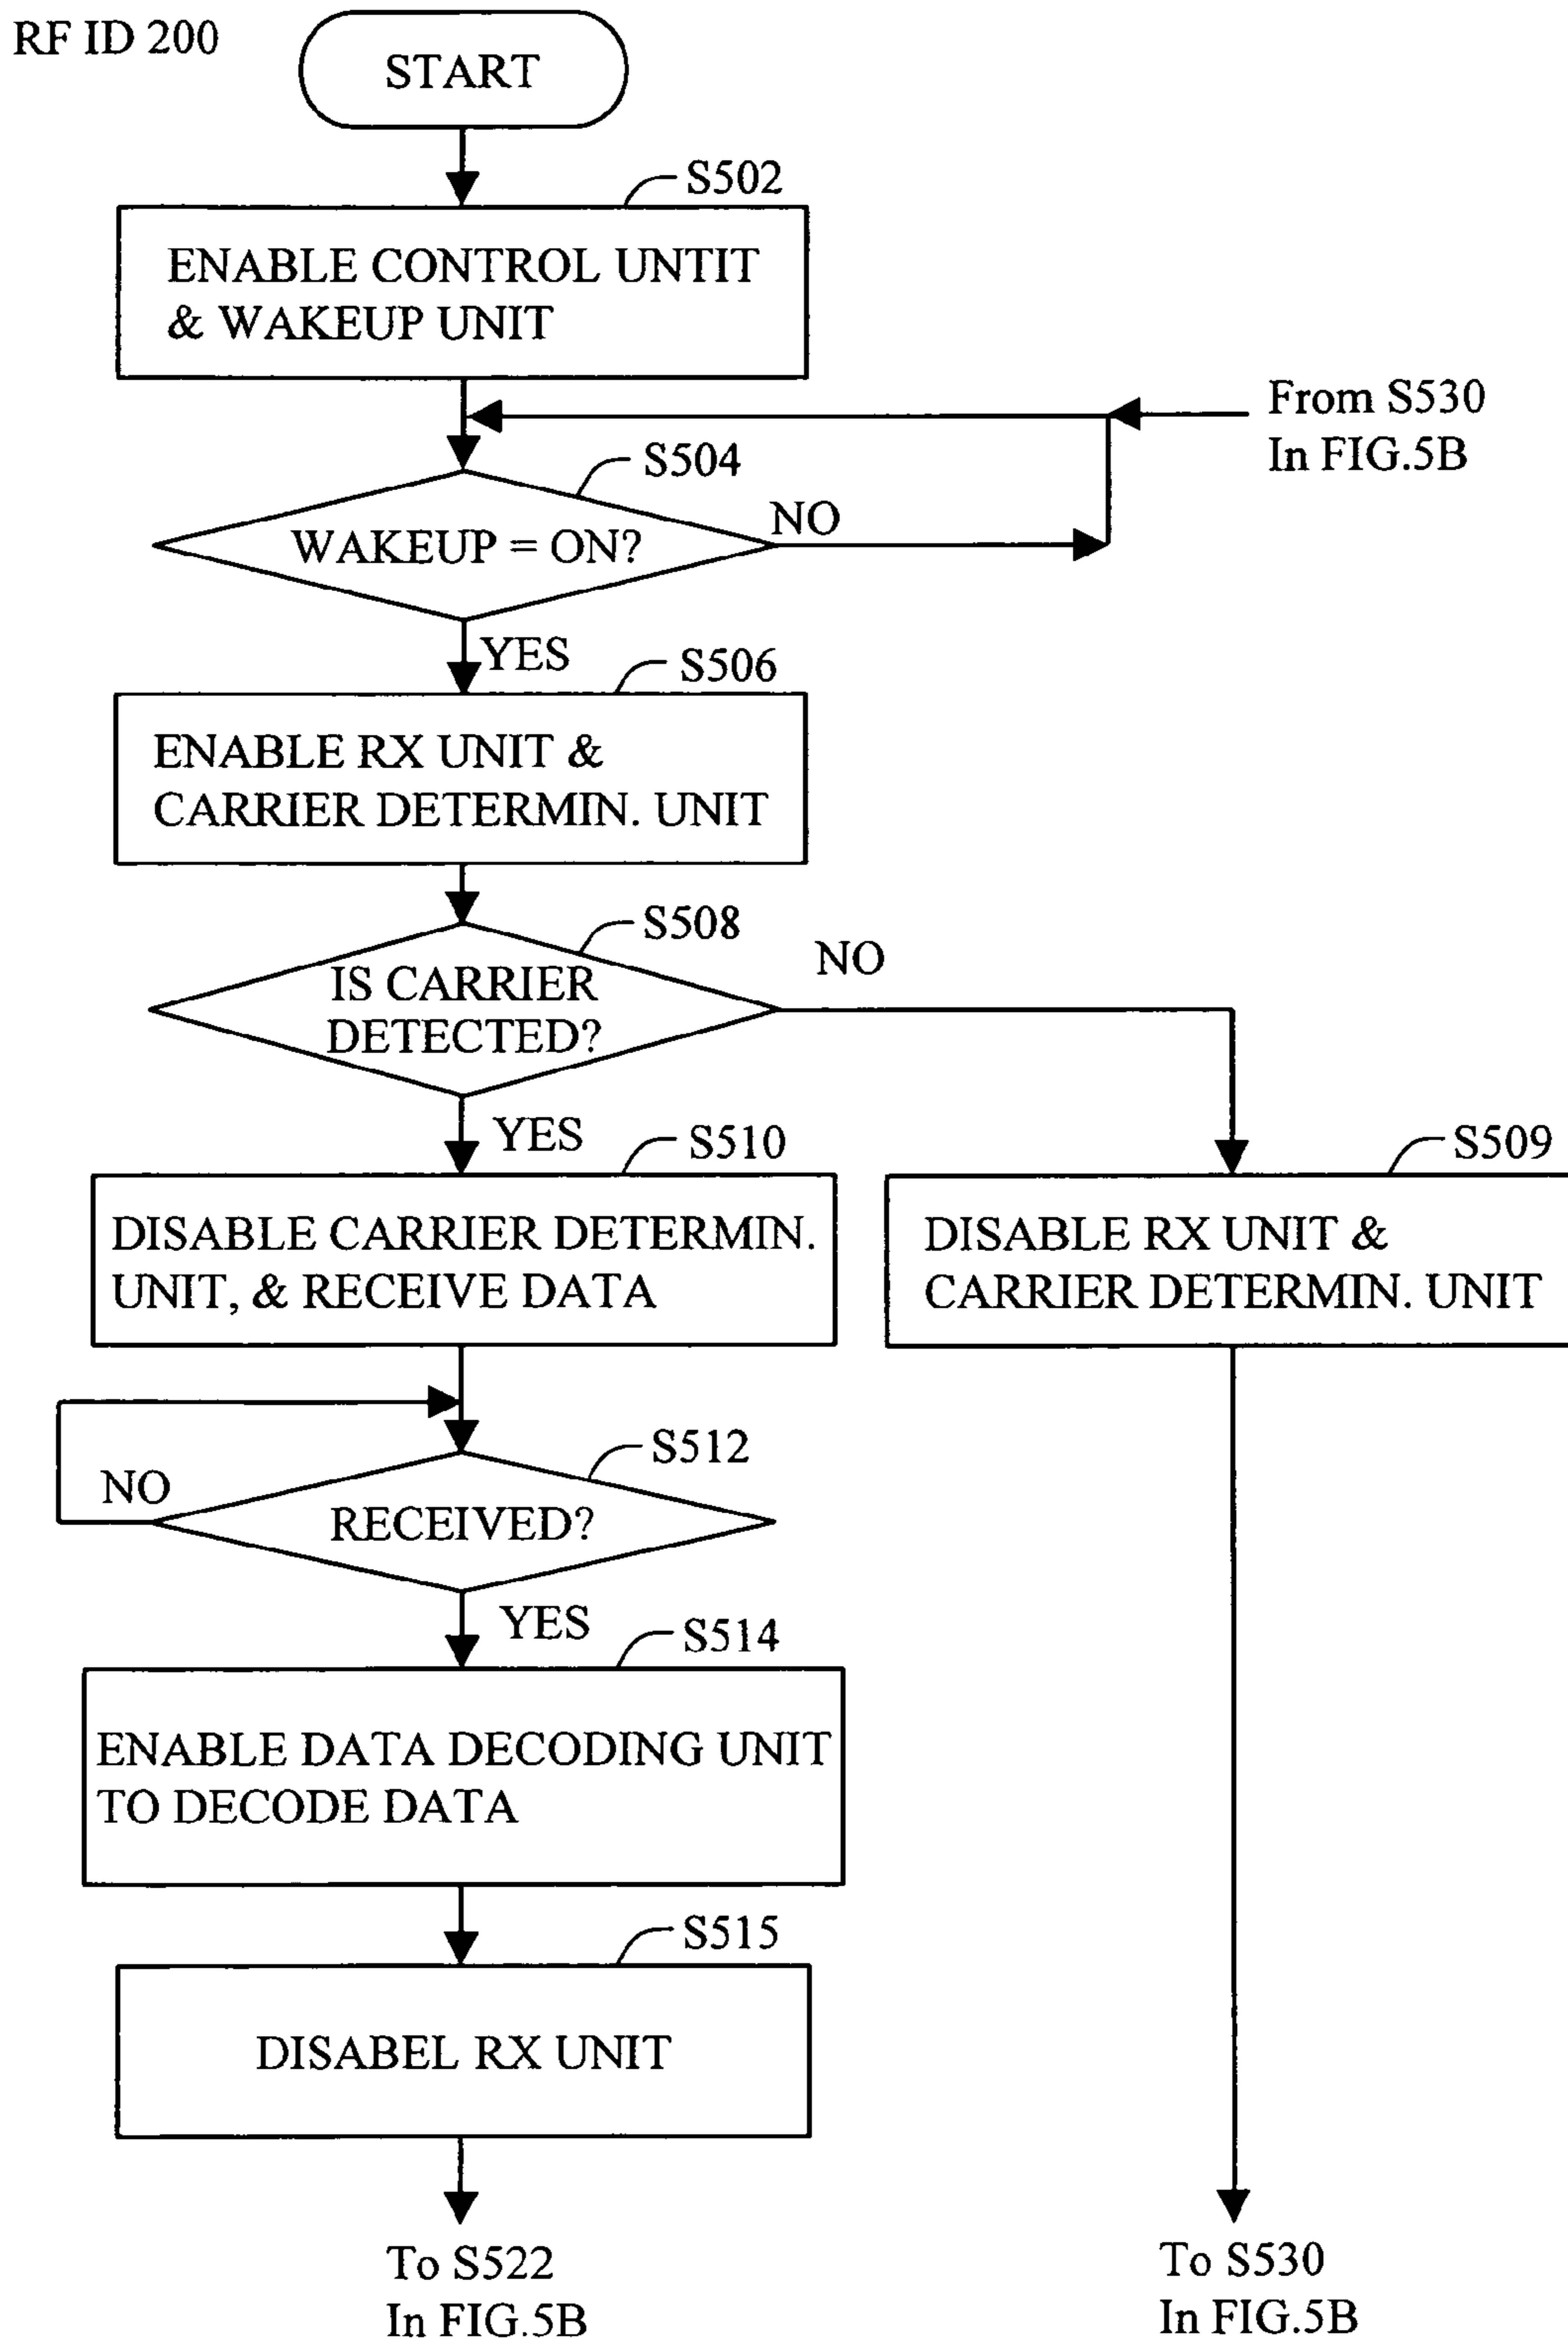 RF ID 200
START
S502
ENABLE CONTROL UNTIT
& WAKEUP UNIT
From S530
In FIG.5B
S504
WAKEUP = ON?
NO
YES
S506
ENABLE RX UNIT &
CARRIER DETERMIN. UNIT
S508
IS CARRIER
DETECTED?
NO
YES
S510
DISABLE CARRIER DETERMIN.
UNIT, & RECEIVE DATA
S509
DISABLE RX UNIT &
CARRIER DETERMIN. UNIT
S512
NO
RECEIVED?
YES
S514
ENABLE DATA DECODING UNIT
TO DECODE DATA
S515
DISABEL RX UNIT
To S522
In FIG.5B
To S530
In FIG.5B